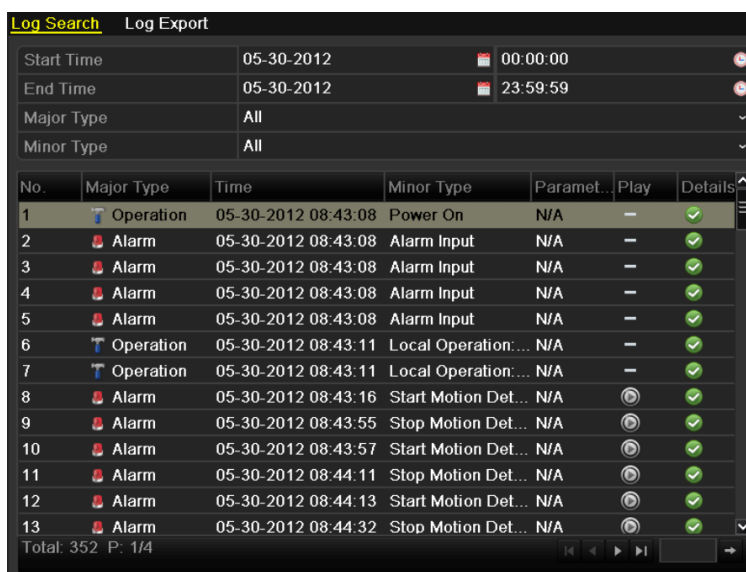 Log Search Log Export
Start Time 05-30-2012 00:00:00
End Time 05-30-2012 23:59:59
Major Type All
Minor Type All
No. Major Type Time Minor Type Paramet... Play Details
1 Operation 05-30-2012 08:43:08 Power On N/A –
2 Alarm 05-30-2012 08:43:08 Alarm Input N/A –
3 Alarm 05-30-2012 08:43:08 Alarm Input N/A –
4 Alarm 05-30-2012 08:43:08 Alarm Input N/A –
5 Alarm 05-30-2012 08:43:08 Alarm Input N/A –
6 Operation 05-30-2012 08:43:11 Local Operation:... N/A –
7 Operation 05-30-2012 08:43:11 Local Operation:... N/A –
8 Alarm 05-30-2012 08:43:16 Start Motion Det... N/A
9 Alarm 05-30-2012 08:43:55 Stop Motion Det... N/A
10 Alarm 05-30-2012 08:43:57 Start Motion Det... N/A
11 Alarm 05-30-2012 08:44:11 Stop Motion Det... N/A
12 Alarm 05-30-2012 08:44:13 Start Motion Det... N/A
13 Alarm 05-30-2012 08:44:32 Stop Motion Det... N/A
Total: 352 P: 1/4